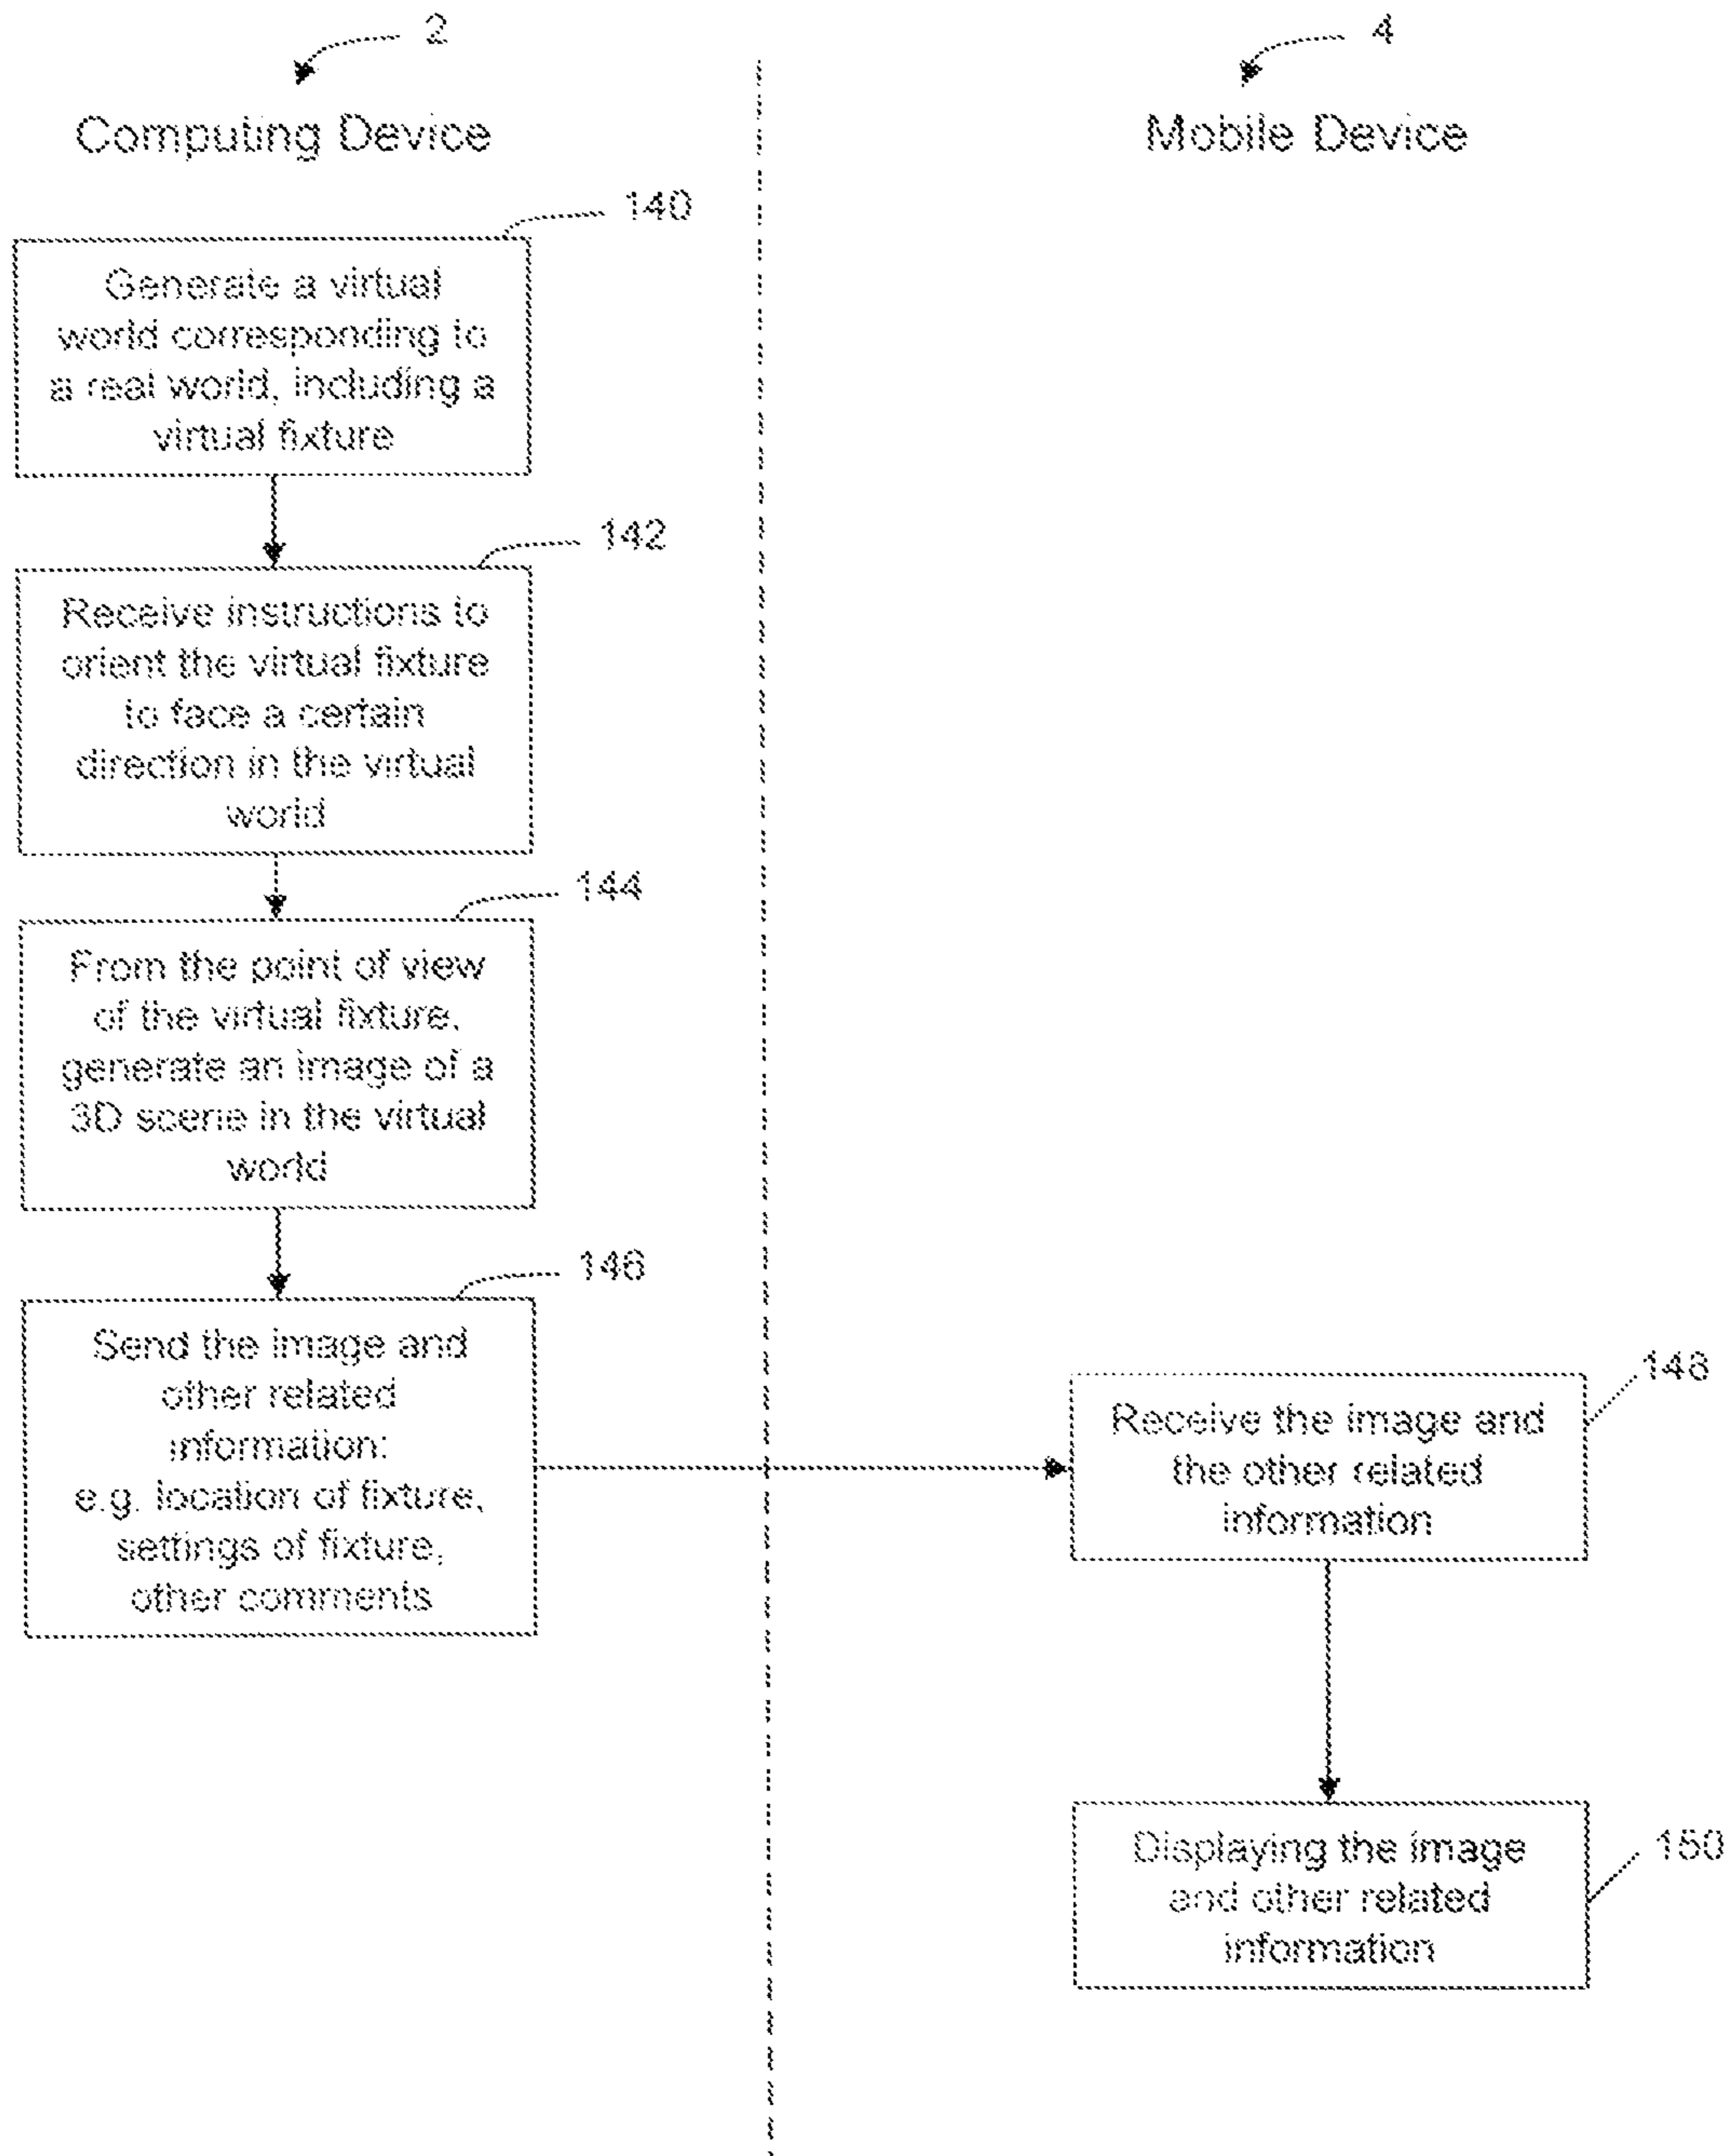 2
4
Computing Device
Mobile Device
140
Generate a virtual
world corresponding to
a real world, including a
virtual fixture
142
Receive instructions to
orient the virtual fixture
to face a certain
direction in the virtual
world
144
From the point of view
of the virtual fixture,
generate an image of a
3D scene in the virtual
world
146
Send the image and
other related
information:
e.g. location of fixture,
settings of fixture,
other comments
148
Receive the image and
the other related
information
150
Displaying the image
and other related
information